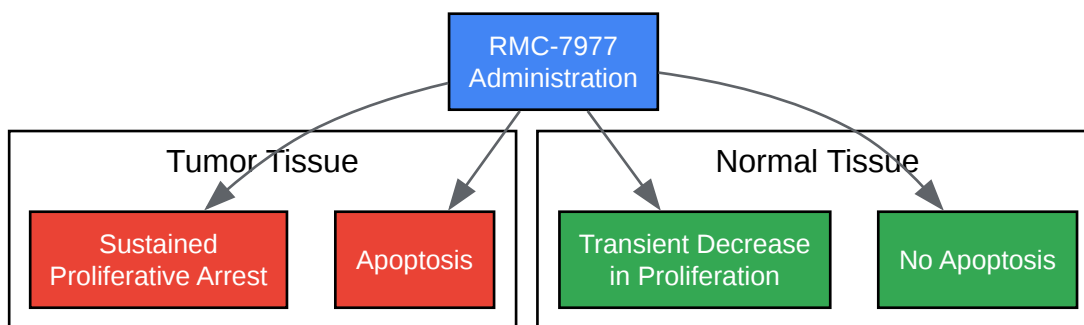 RMC-7977
Administration
Tumor Tissue
Normal Tissue
Sustained
Proliferative Arrest
Apoptosis
Transient Decrease
in Proliferation
No Apoptosis